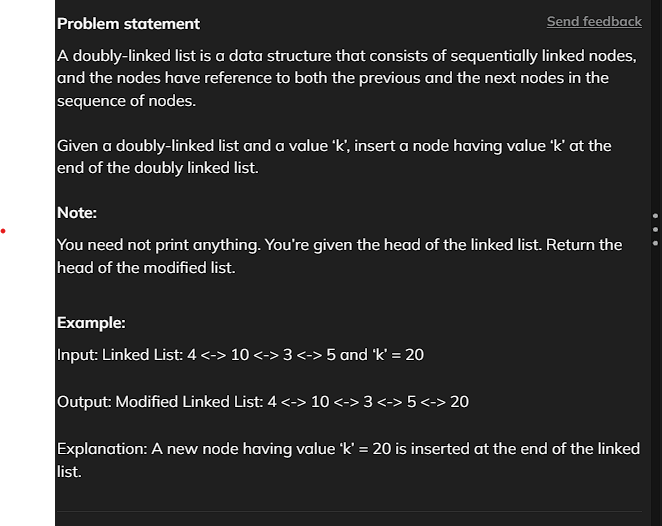 Problem statement
Send feedback
A doubly-linked list is a data structure that consists of sequentially linked nodes,
and the nodes have reference to both the previous and the next nodes in the
sequence of nodes.
Given a doubly-linked list and a value ‘k’, insert a node having value ‘k’ at the
end of the doubly linked list.
Note:
You need not print anything. You’re given the head of the linked list. Return the
head of the modified list.
Example:
Input: Linked List: 4 <-> 10 <-> 3 <-> 5 and ‘k’ = 20
Output: Modified Linked List: 4 <-> 10 <-> 3 <-> 5 <-> 20
Explanation: A new node having value ‘k’ = 20 is inserted at the end of the linked
list.